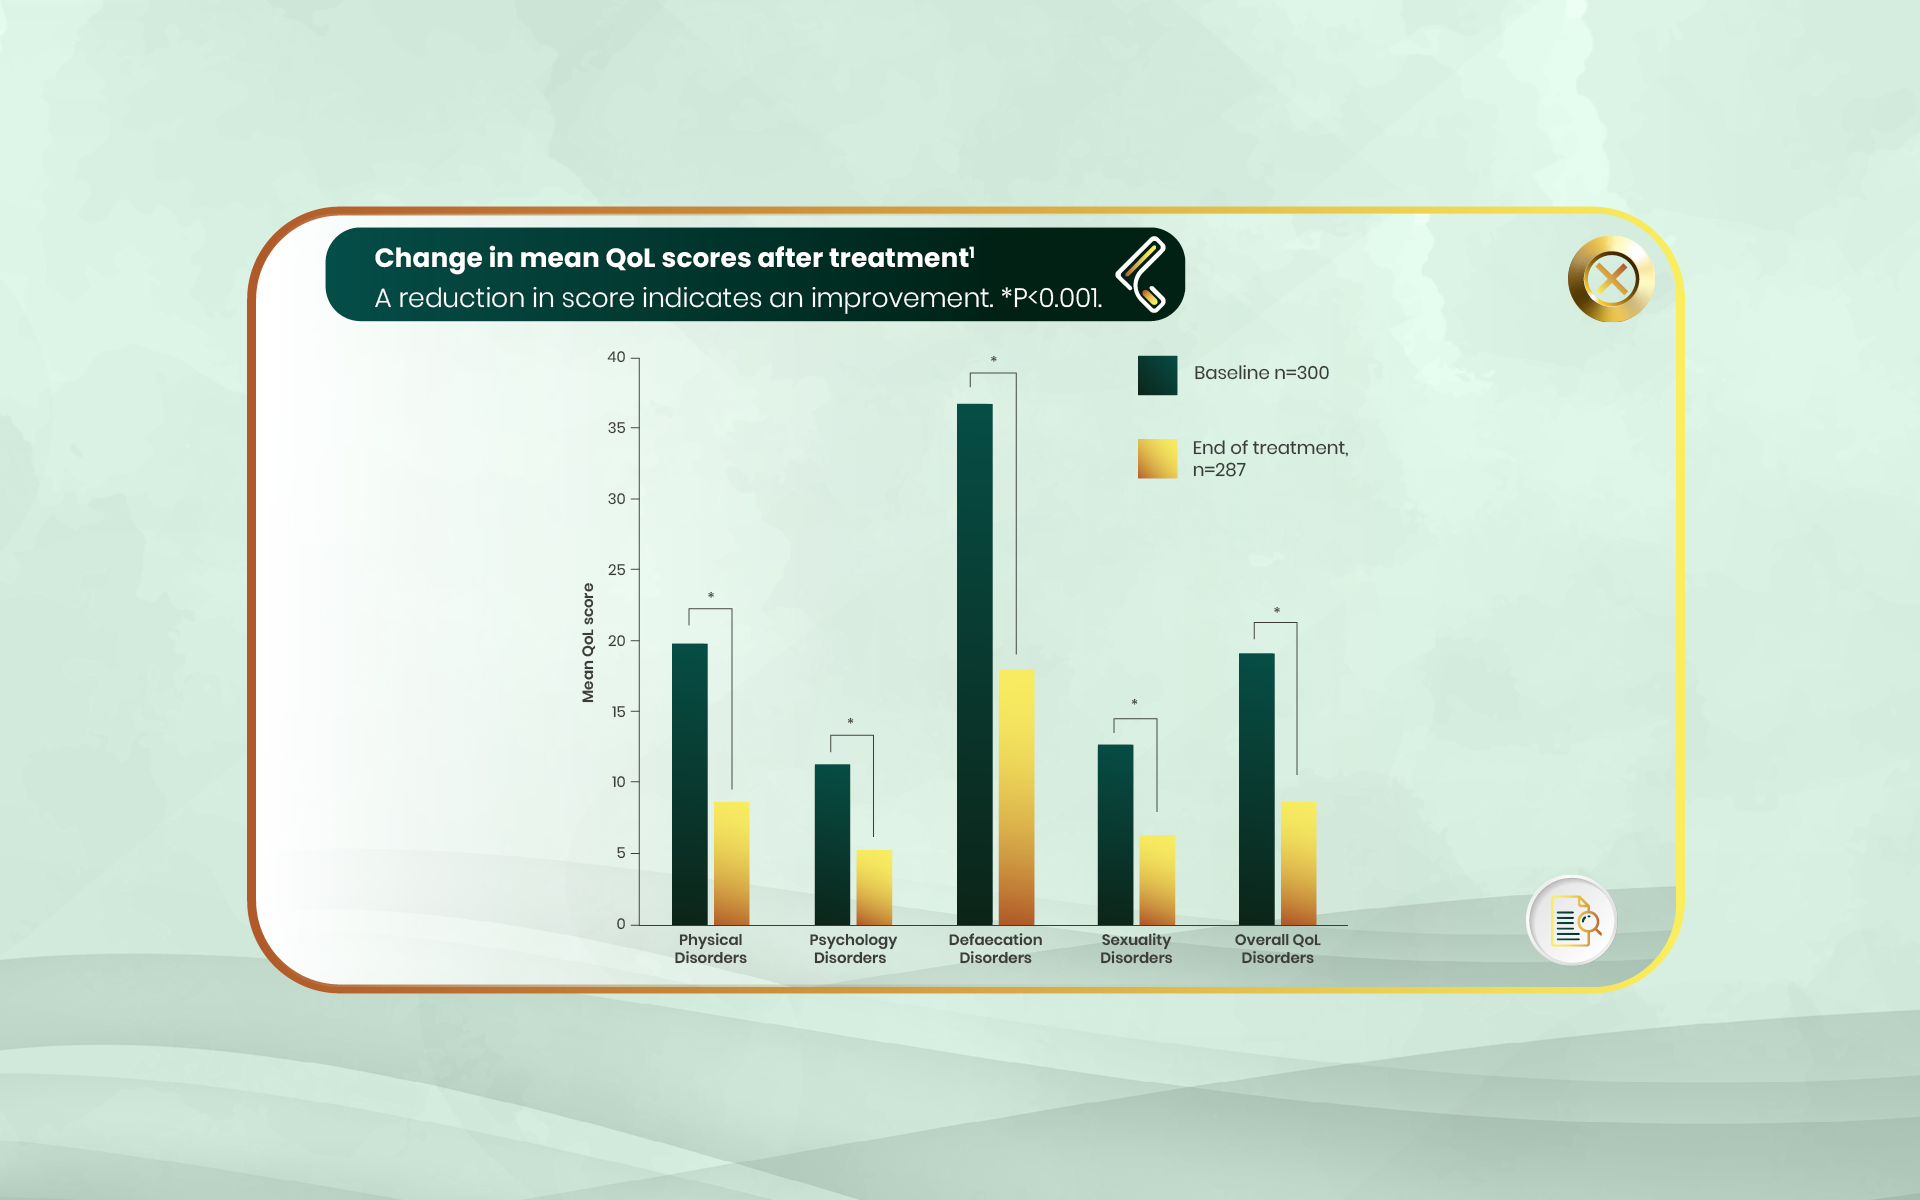 Change in mean QoL scores after treatment¹
A reduction in score indicates an improvement. *P<0.001.
40
35
30
25
20
15
10
5
0
Mean QoL score
*
*
*
*
*
Baseline n=300
End of treatment,
n=287
Physical
Disorders
Psychology
Disorders
Defaecation
Disorders
Sexuality
Disorders
Overall QoL
Disorders